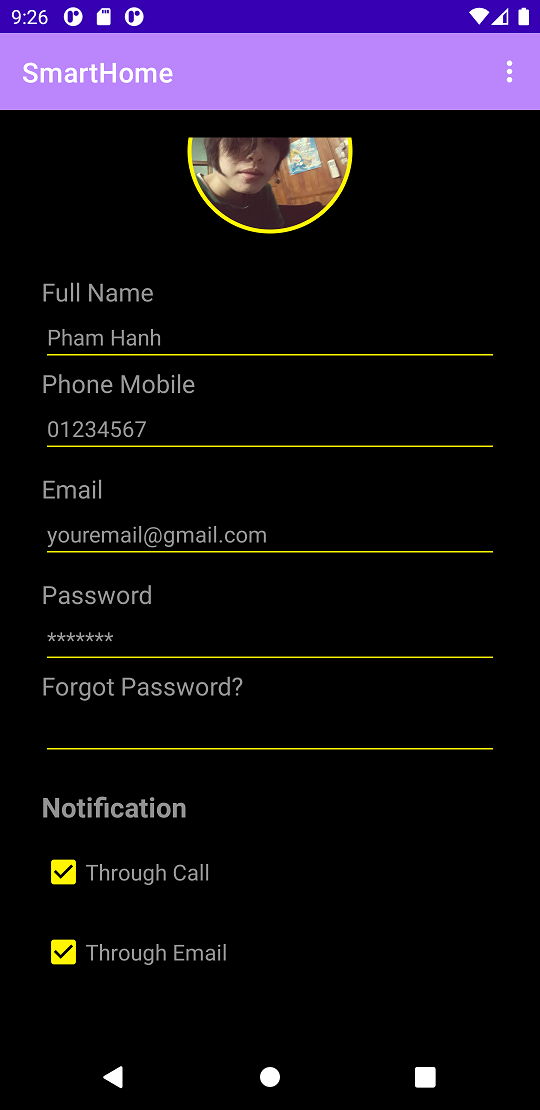 9:26
SmartHome
Full Name
Pham Hanh
Phone Mobile
01234567
Email
youremail@gmail.com
Password
*******
Forgot Password?
Notification
Through Call
Through Email